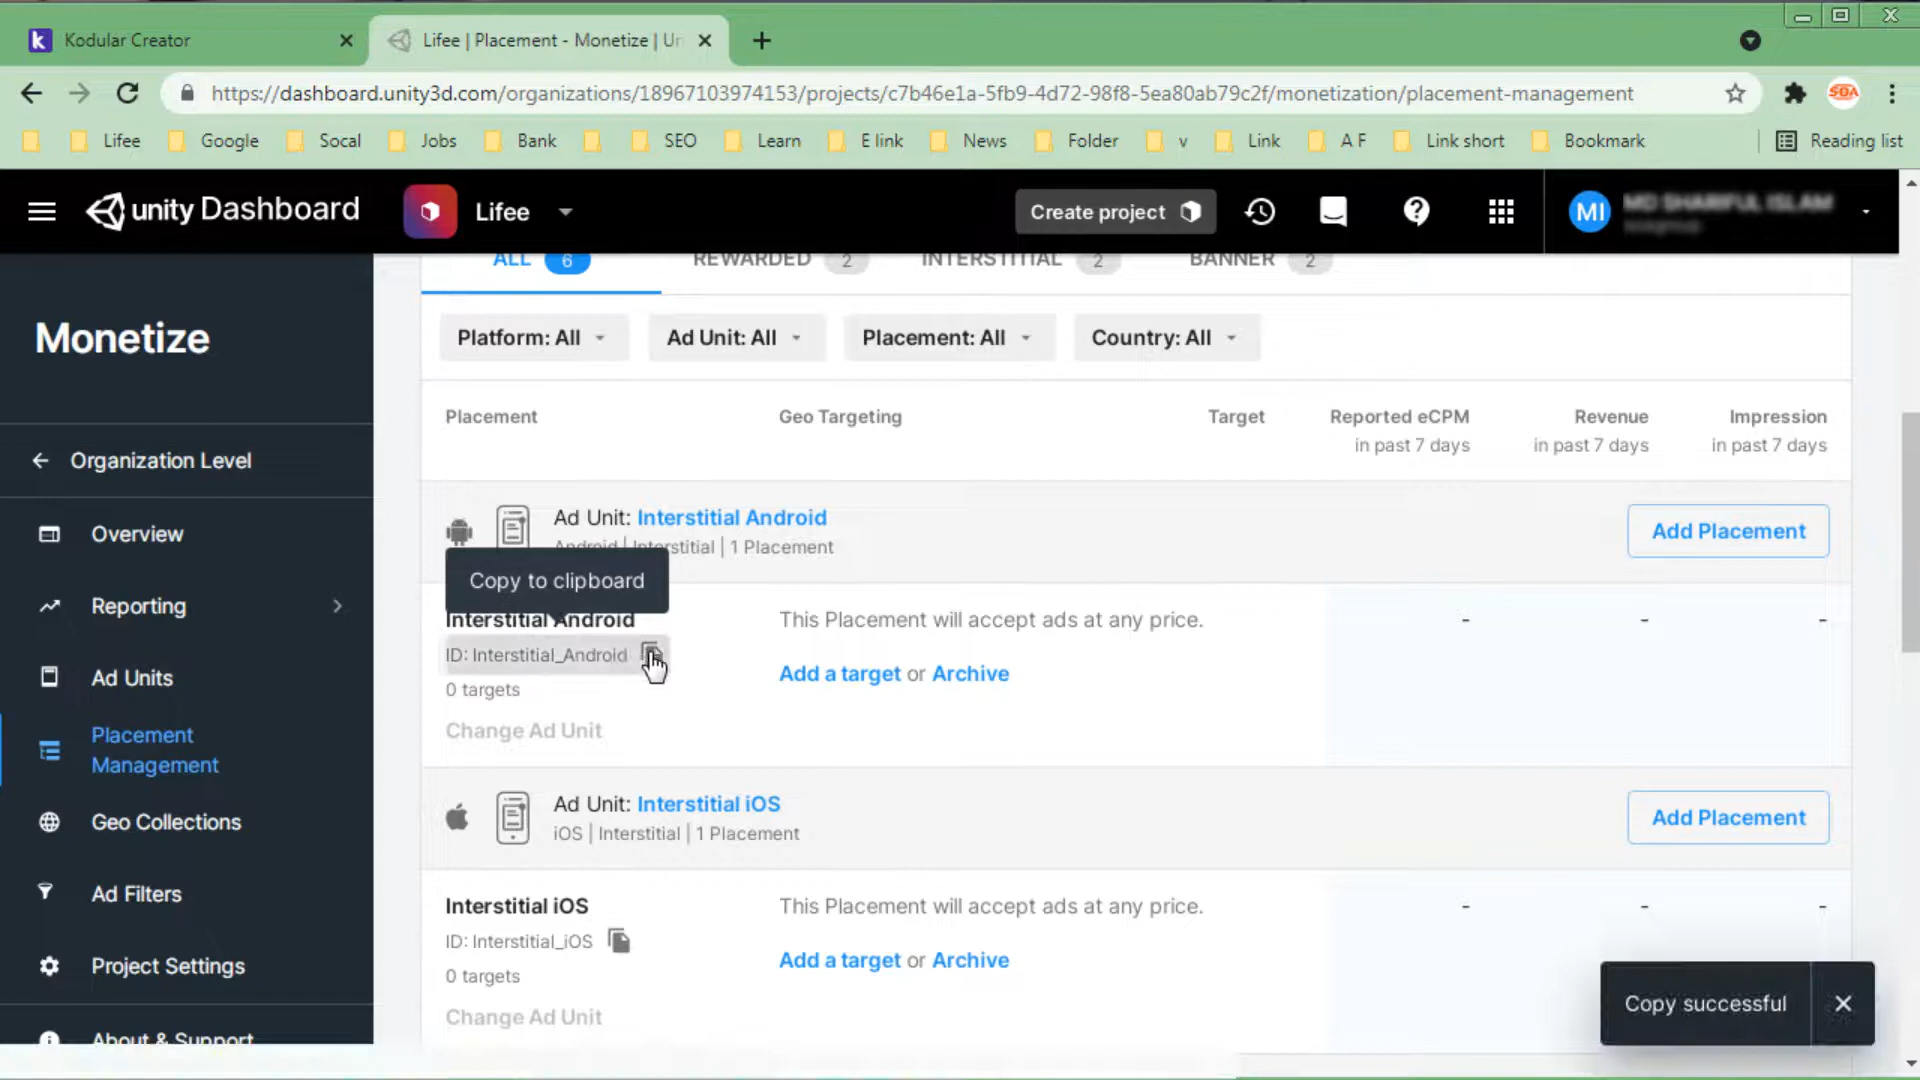 Kodular Creator
Lifee | Placement - Monetize | Un
https://dashboard.unity3d.com/organizations/18967103974153/projects/c7b46e1a-5fb9-4d72-98f8-5ea80ab79c2f/monetization/placement-management
SOA
Lifee Google Socal Jobs Bank SEO Learn E link News Folder v Link A F Link short Bookmark Reading list
unity Dashboard Lifee Create project MI MD SHARIFUL ISLAM
ALL 6 REWARDED 2 INTERSTITIAL 2 BANNER 2
Monetize
Organization Level
Overview
Reporting
Ad Units
Placement
Management
Geo Collections
Ad Filters
Project Settings
About & Support
Platform: All Ad Unit: All Placement: All Country: All
Placement Geo Targeting Target Reported eCPM Revenue Impression
in past 7 days in past 7 days in past 7 days
Ad Unit: Interstitial Android Add Placement
Android | Interstitial | 1 Placement
Copy to clipboard
Interstitial Android This Placement will accept ads at any price. - - -
ID: Interstitial_Android
Add a target or Archive
0 targets
Change Ad Unit
Ad Unit: Interstitial iOS Add Placement
iOS | Interstitial | 1 Placement
Interstitial iOS This Placement will accept ads at any price. - - -
ID: Interstitial_iOS
Add a target or Archive
0 targets
Change Ad Unit
Copy successful